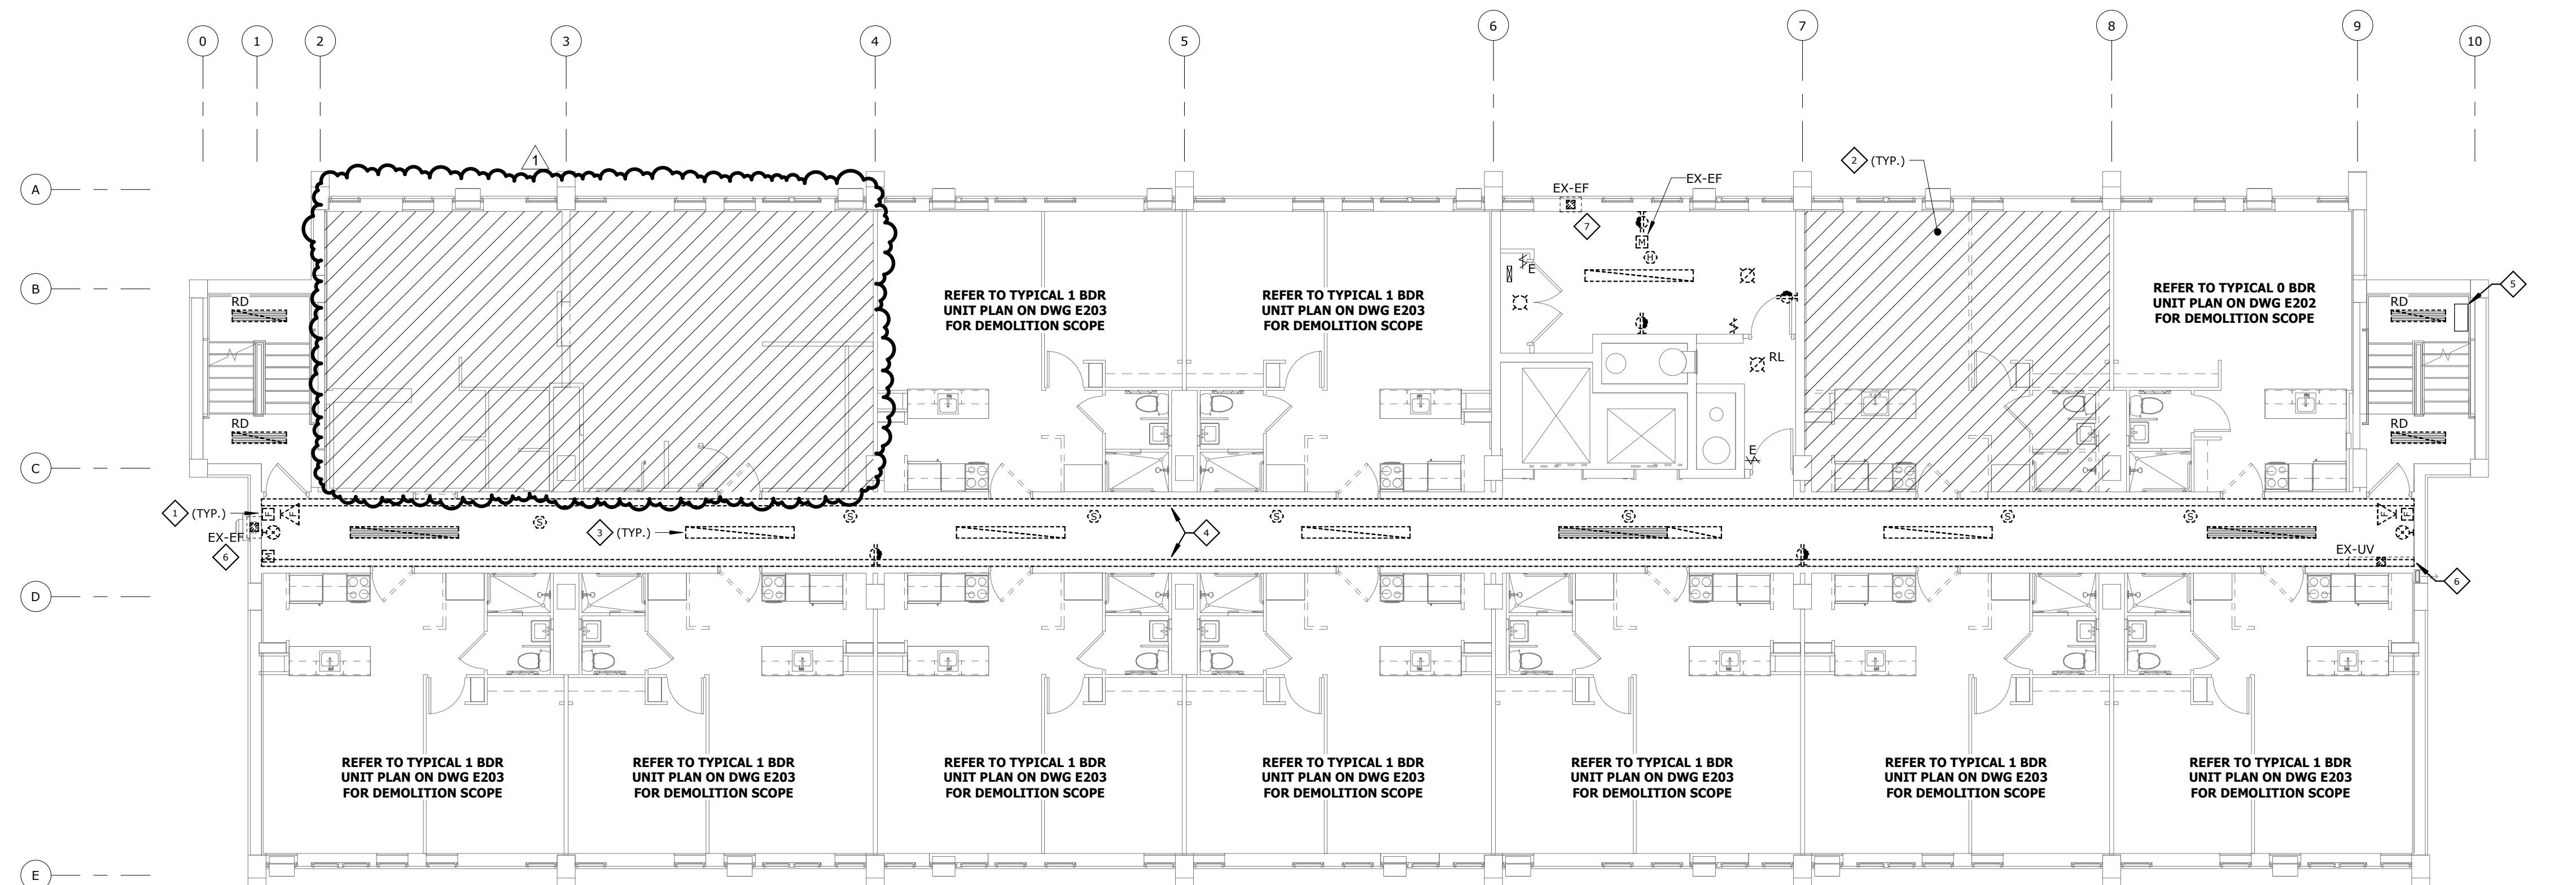 0 1 2 3 4 5 6 7 8 9 10
1
2 (TYP.)
A
EX-EF
EX-EF
7
M
H
E
B
RD
RD
5
REFER TO TYPICAL 1 BDR
UNIT PLAN ON DWG E203
FOR DEMOLITION SCOPE
REFER TO TYPICAL 1 BDR
UNIT PLAN ON DWG E203
FOR DEMOLITION SCOPE
REFER TO TYPICAL 0 BDR
UNIT PLAN ON DWG E202
FOR DEMOLITION SCOPE
RL
RD
RD
E
C
1 (TYP.)
F
F
S
S
S
S
S
S
S
F
F
3 (TYP.)
4
EX-EF
6
M
EX-UV
6
D
REFER TO TYPICAL 1 BDR
UNIT PLAN ON DWG E203
FOR DEMOLITION SCOPE
REFER TO TYPICAL 1 BDR
UNIT PLAN ON DWG E203
FOR DEMOLITION SCOPE
REFER TO TYPICAL 1 BDR
UNIT PLAN ON DWG E203
FOR DEMOLITION SCOPE
REFER TO TYPICAL 1 BDR
UNIT PLAN ON DWG E203
FOR DEMOLITION SCOPE
REFER TO TYPICAL 1 BDR
UNIT PLAN ON DWG E203
FOR DEMOLITION SCOPE
REFER TO TYPICAL 1 BDR
UNIT PLAN ON DWG E203
FOR DEMOLITION SCOPE
REFER TO TYPICAL 1 BDR
UNIT PLAN ON DWG E203
FOR DEMOLITION SCOPE
E